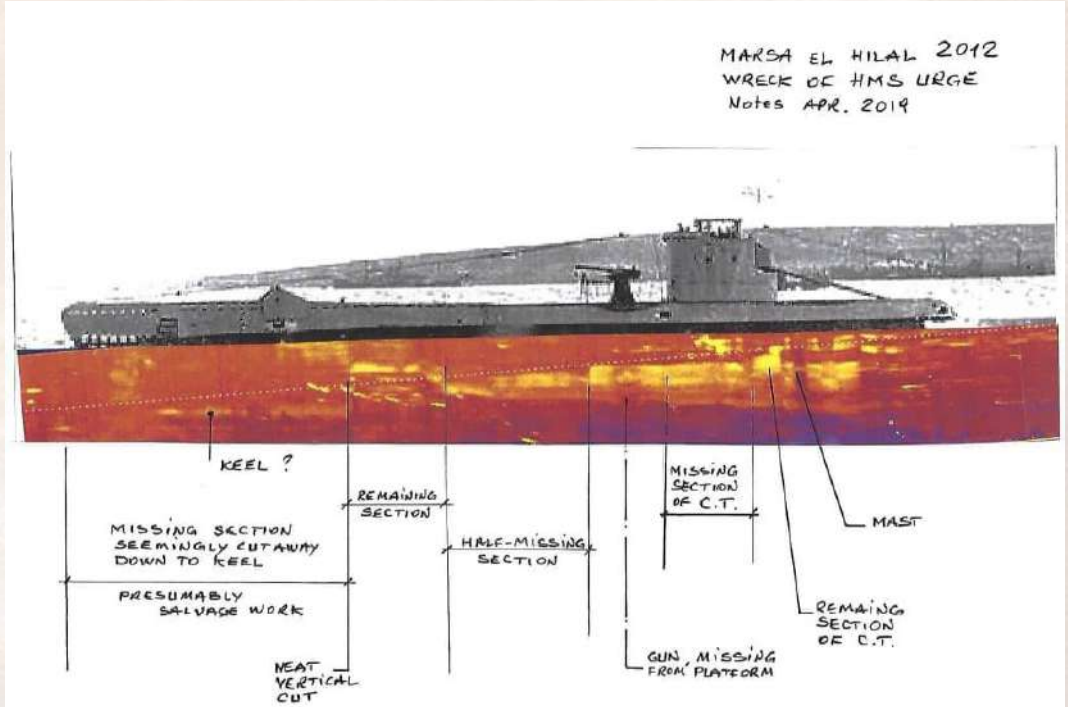 MARSA EL HILAL 2012
WRECK OF HMS URGE
Notes APR. 2019
KEEL ?
MISSING SECTION
SEEMINGLY CUTAWAY
DOWN TO KEEL
PRESUMABLY
SALVAGE WORK
NEAT
VERTICAL
CUT
REMAINING
SECTION
HALF-MISSING
SECTION
GUN, MISSING
FROM PLATFORM
MISSING
SECTION
OF C.T.
MAST
REMAING
SECTION
OF C.T.